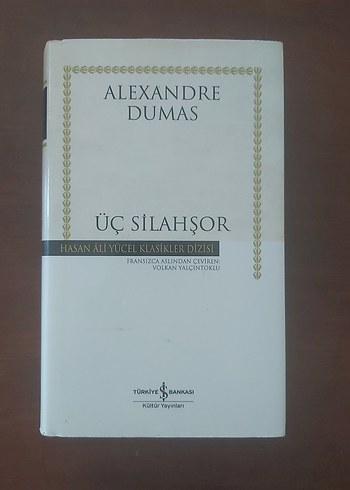 ALEXANDRE
DUMAS
ÜÇ SİLAHŞOR
HASAN ÂLİ YÜCEL KLASİKLER DİZİSİ
FRANSIZCA ASLINDAN ÇEVİREN:
VOLKAN YALÇINTOKLU
TÜRKİYE İŞ BANKASI
Kültür Yayınları